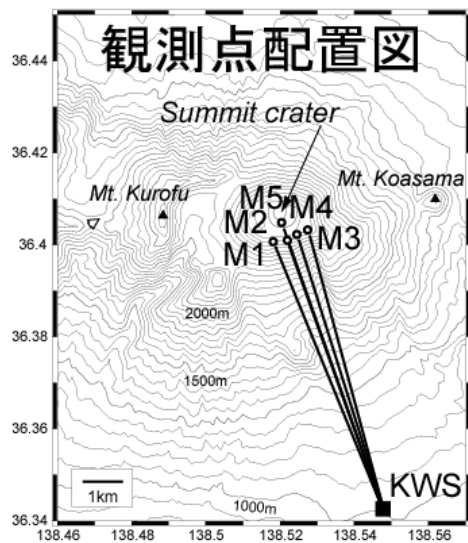 観測点配置図
36.44
Summit crater
36.42
Mt. Kurofu
M5
Mt. Koasama
M2
M4
M1
M3
36.4
2000m
36.38
1500m
36.36
KWS
1km
1000m
36.34
138.46
138.48
138.5
138.52
138.54
138.56